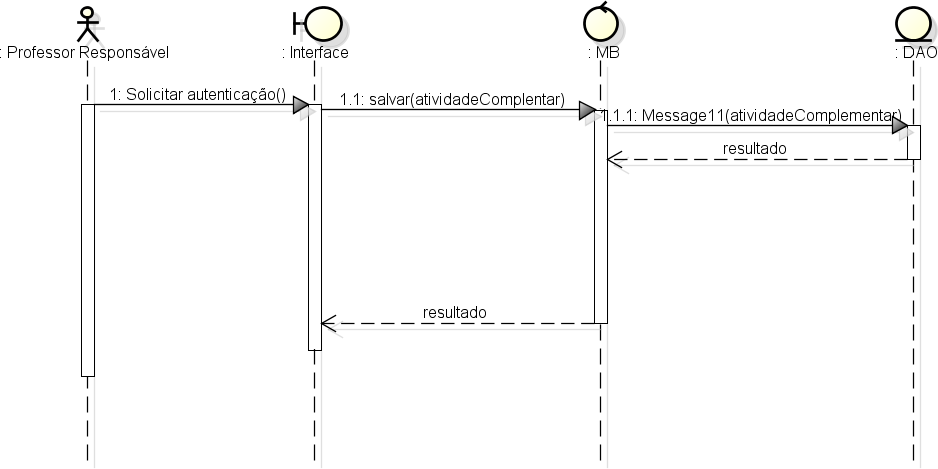 : Professor Responsável
: Interface
: MB
: DAO
1: Solicitar autenticação()
1.1: salvar(atividadeComplentar)
1.1.1: Message11(atividadeComplementar)
resultado
resultado